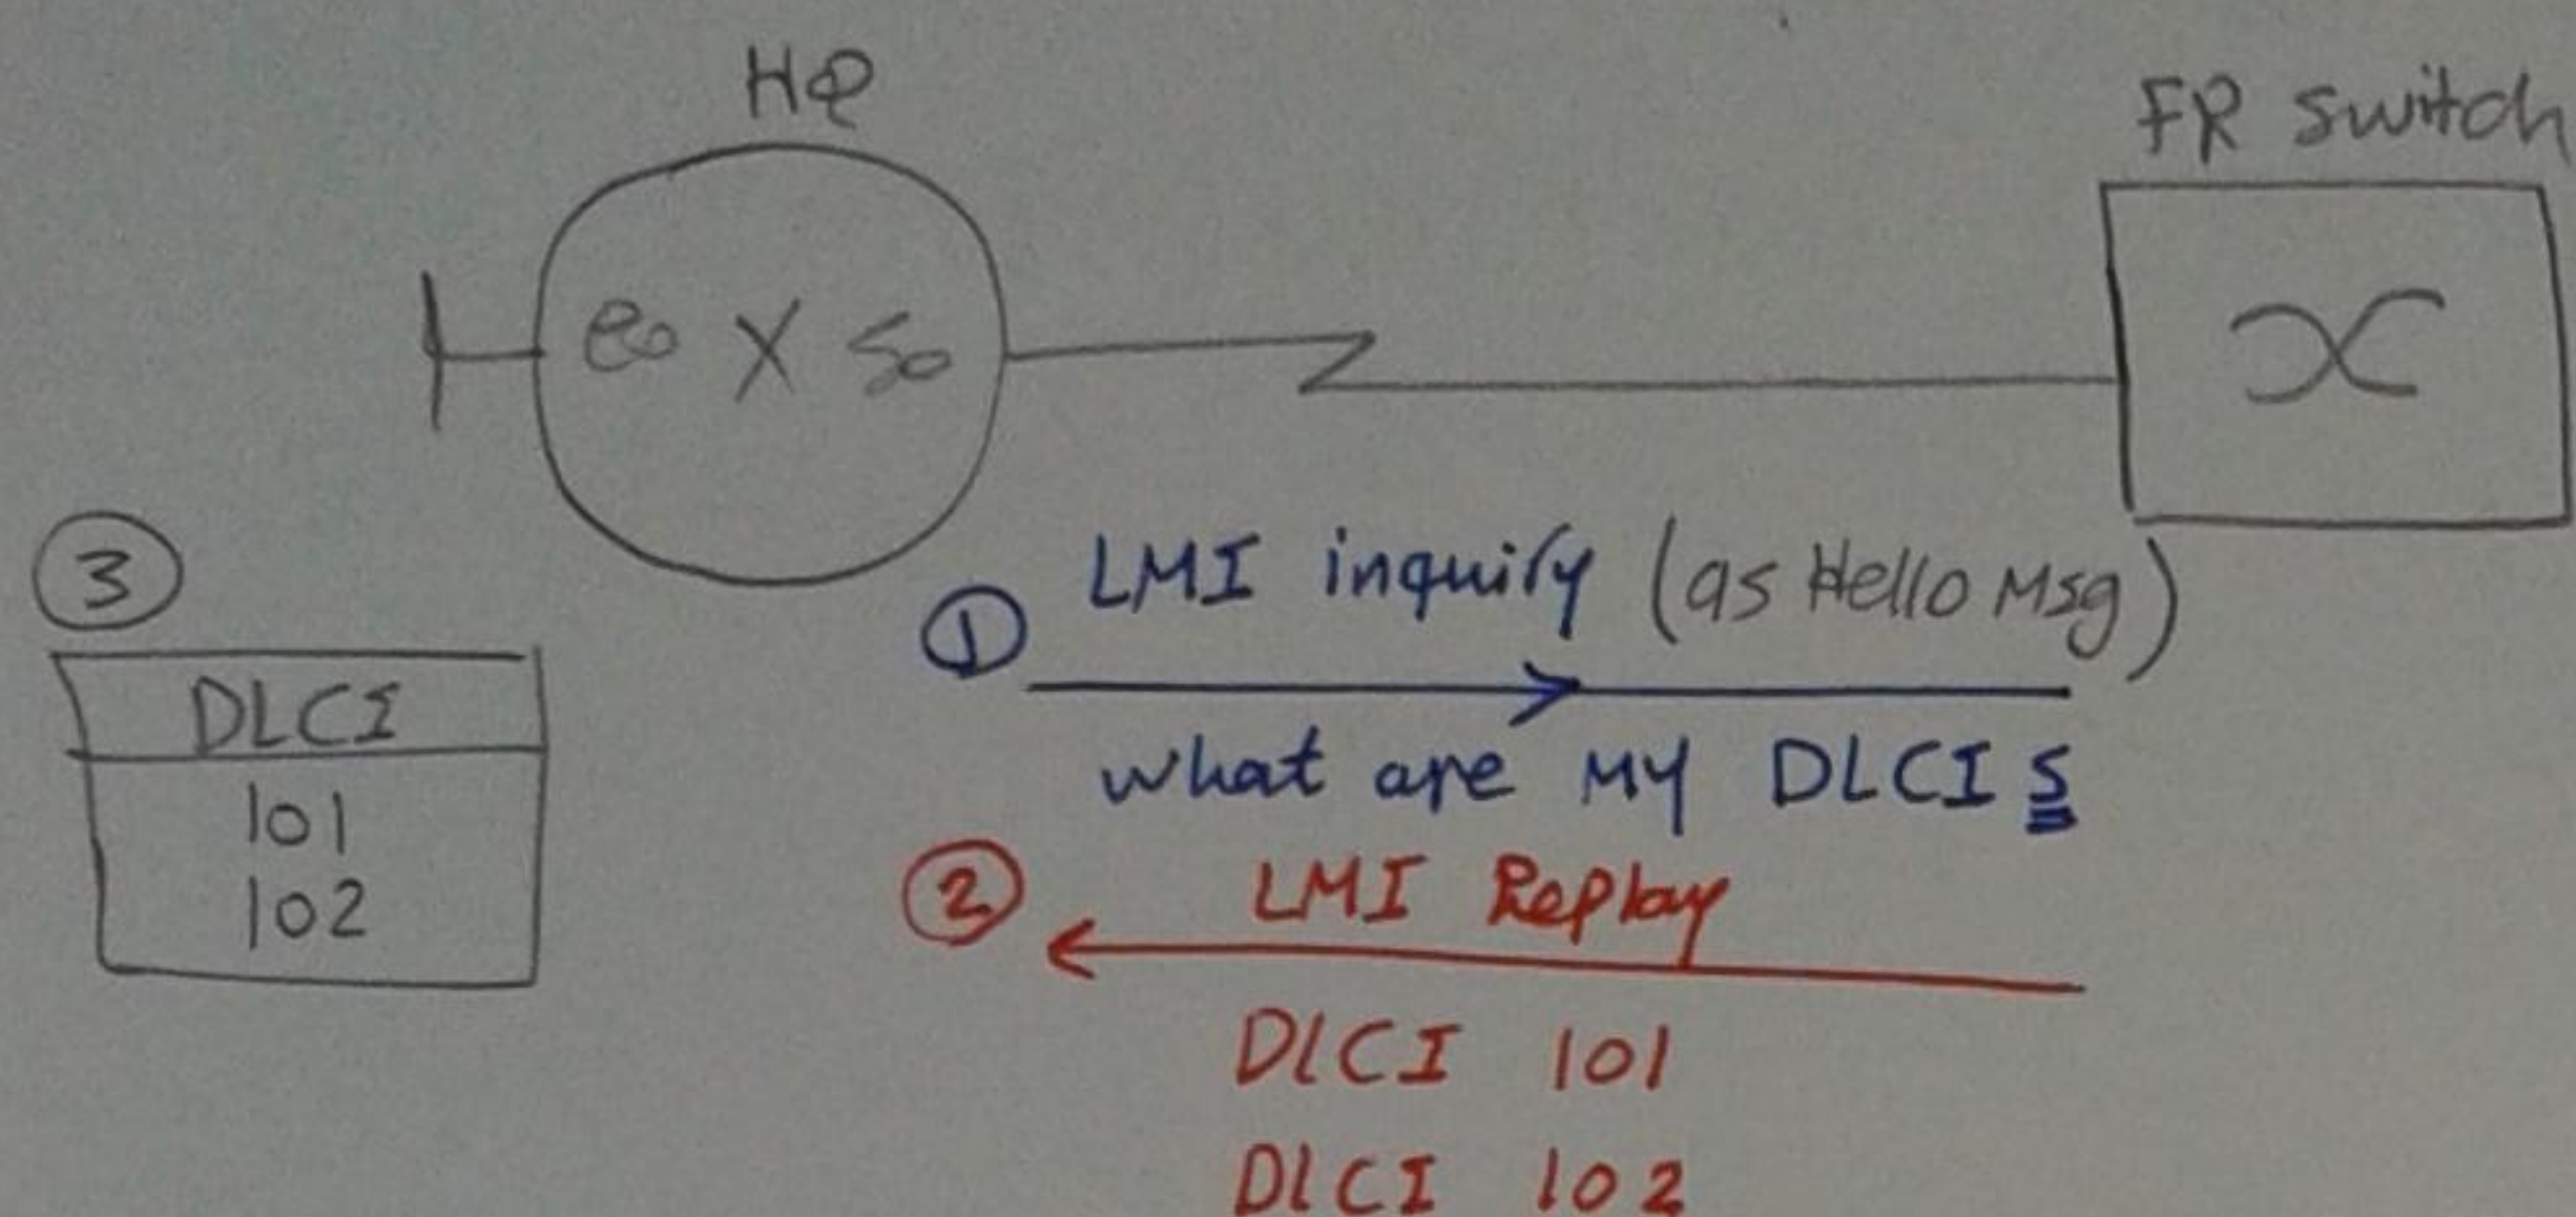 HQ
FR switch
e0 X s0
③
① LMI inquiry (as Hello Msg)
what are my DLCIs
DLCI
101
102
② LMI Replay
DLCI 101
DLCI 102